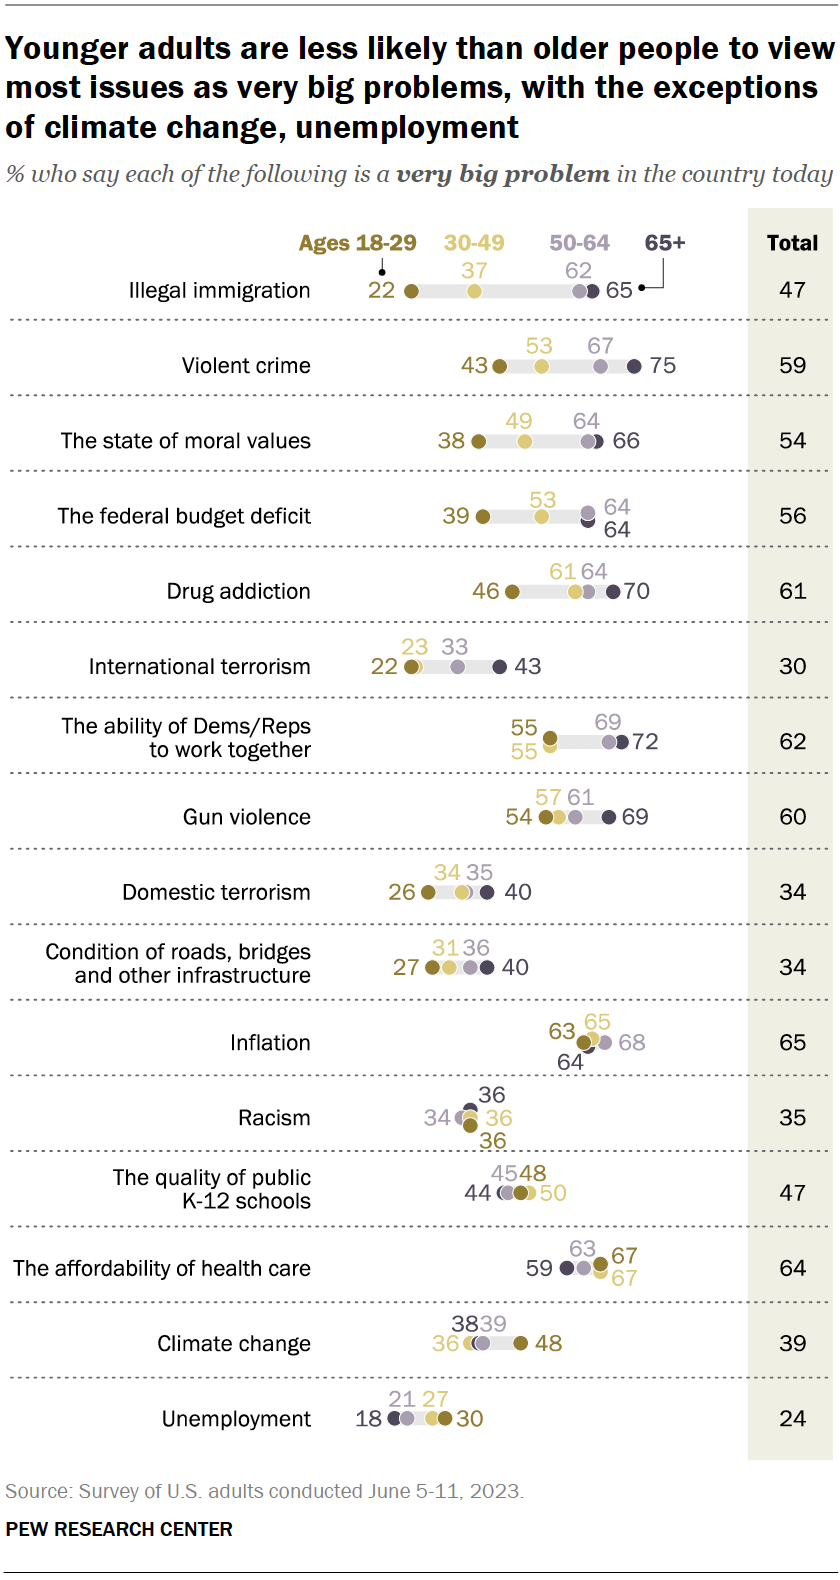 Younger adults are less likely than older people to view
most issues as very big problems, with the exceptions
of climate change, unemployment
% who say each of the following is a very big problem in the country today
Ages 18-29 30-49 50-64 65+ Total
37 62
Illegal immigration 22 65 47
53 67
Violent crime 43 75 59
49 64
The state of moral values 38 66 54
53 64
The federal budget deficit 39 56
64
61 64
Drug addiction 46 70 61
23 33
International terrorism 22 43 30
The ability of Dems/Reps 55 69
to work together 55 72 62
57 61
Gun violence 54 69 60
34 35
Domestic terrorism 26 40 34
Condition of roads, bridges 31 36
and other infrastructure 27 40 34
63 65
Inflation 68 65
64
36
Racism 34 36 35
36
The quality of public 45 48
K-12 schools 44 50 47
63 67
The affordability of health care 59 67 64
38 39
Climate change 36 48 39
21 27
Unemployment 18 30 24
Source: Survey of U.S. adults conducted June 5-11, 2023.
PEW RESEARCH CENTER